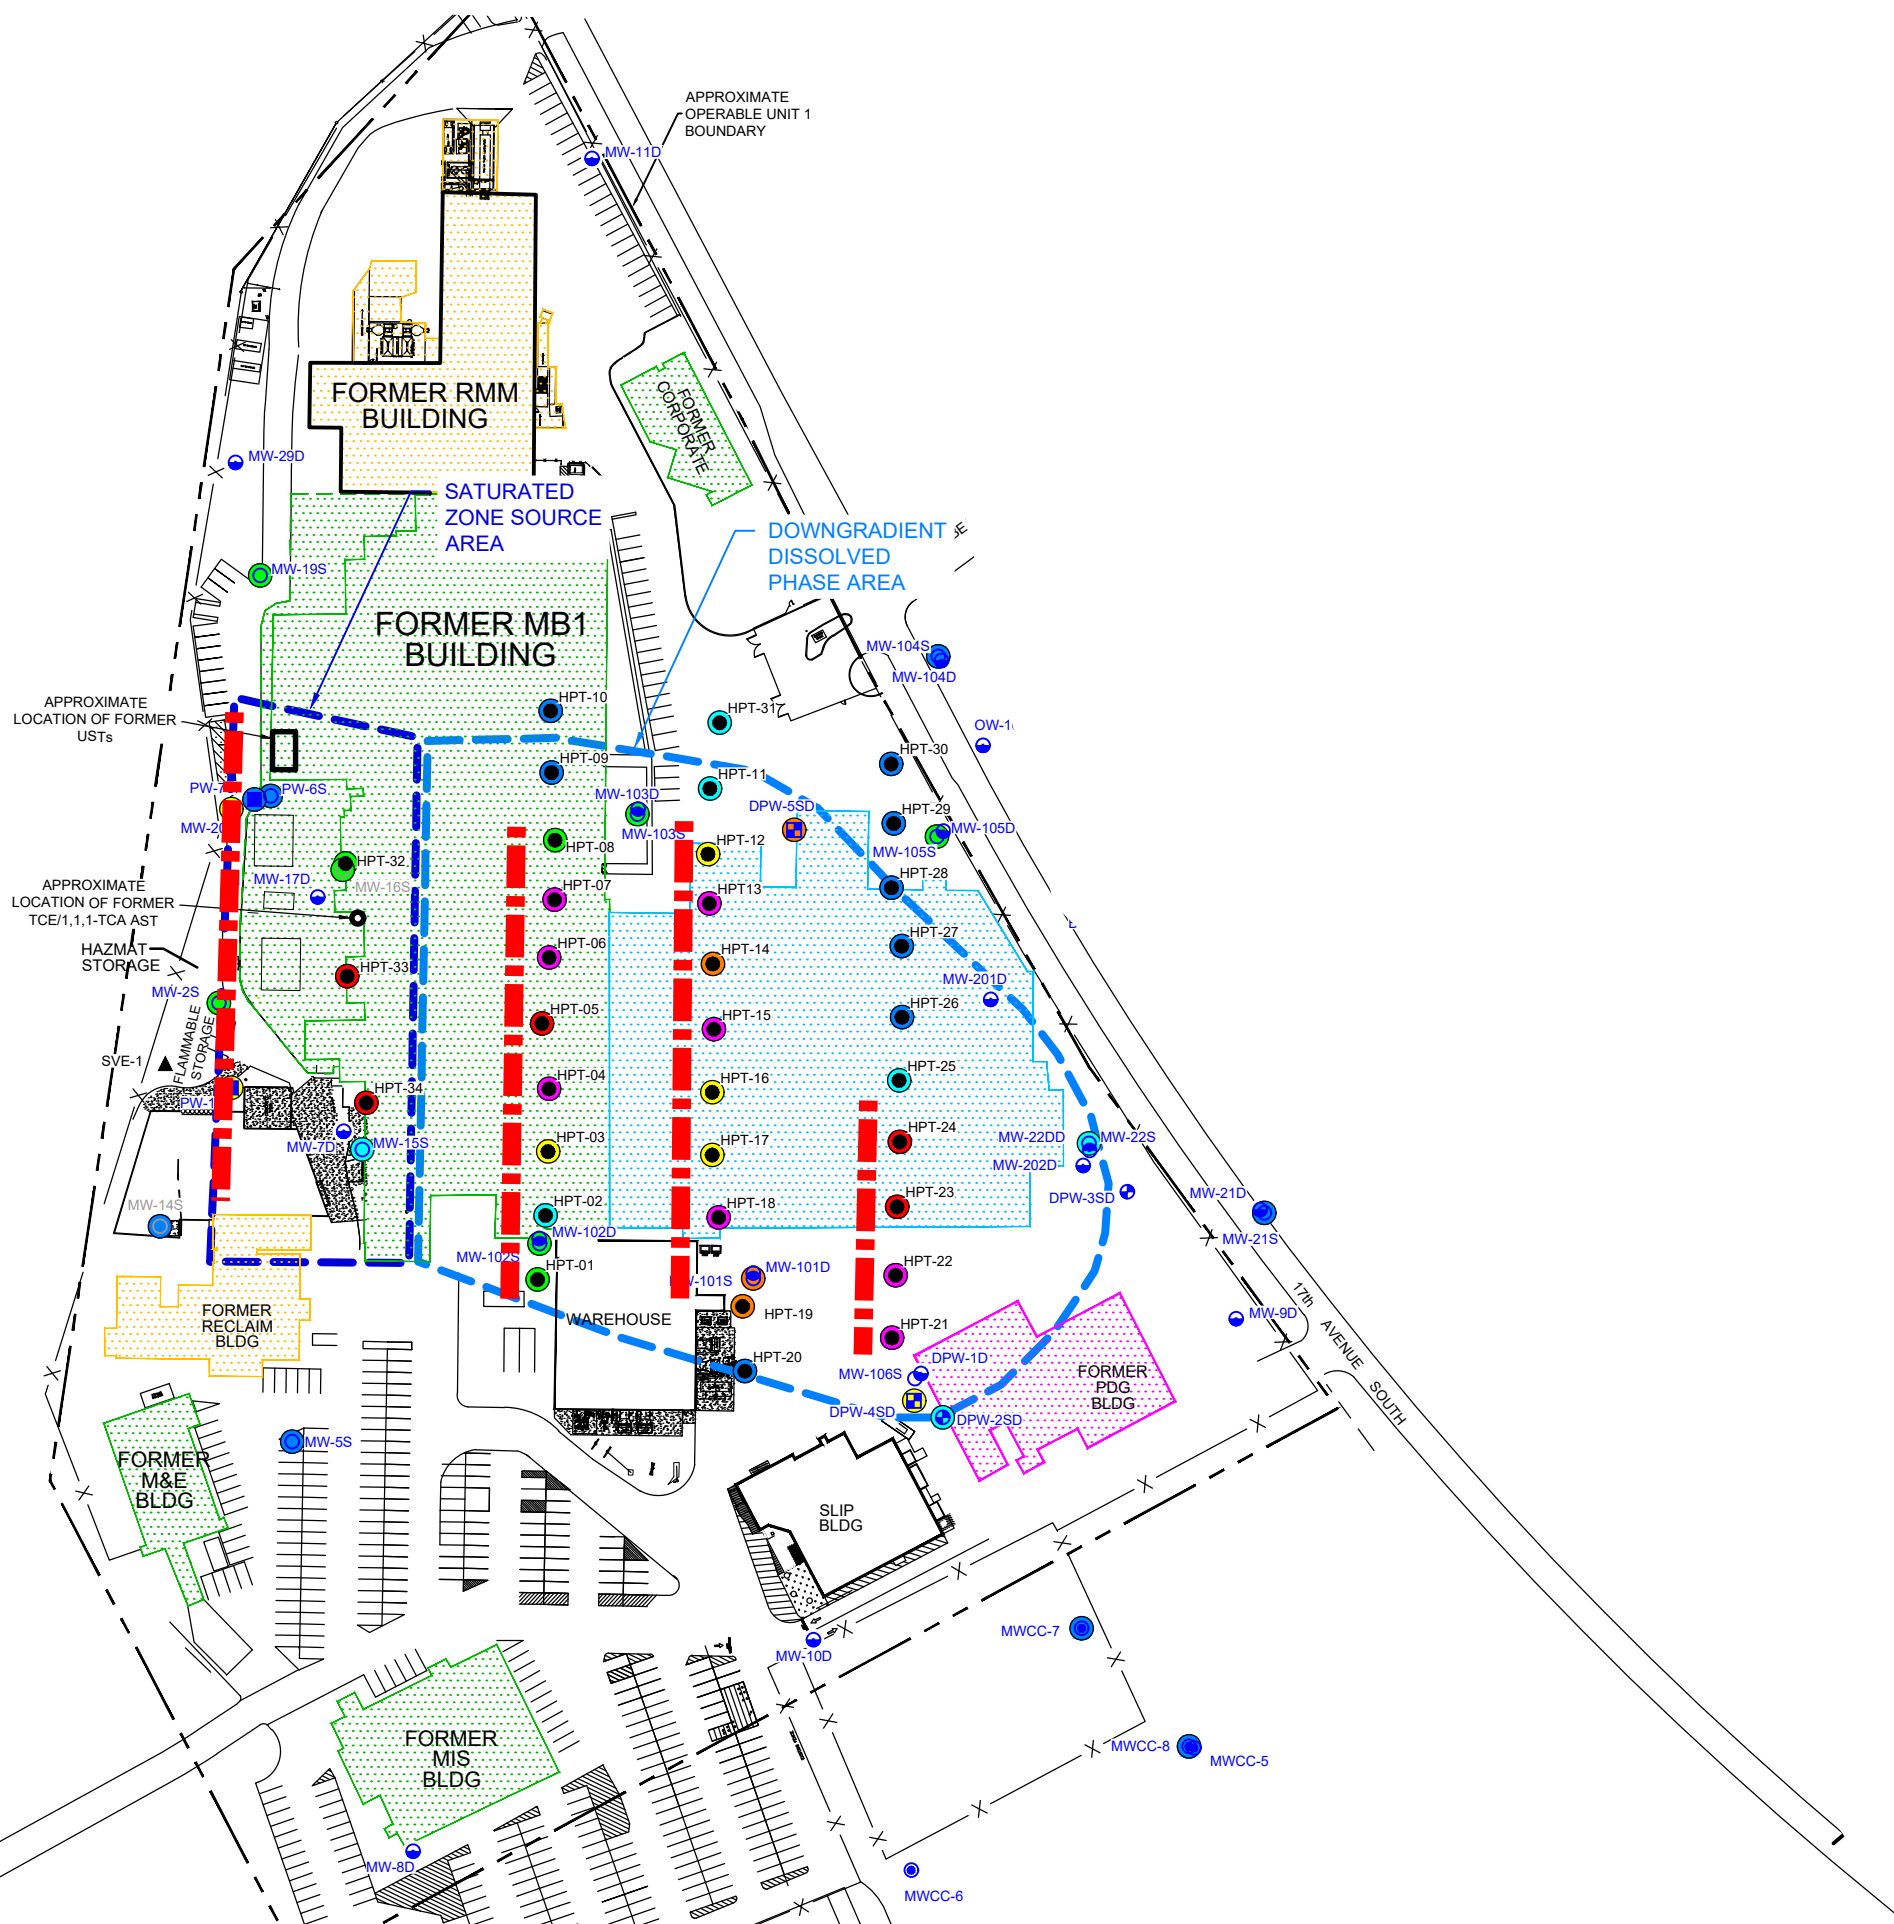 APPROXIMATE
OPERABLE UNIT 1
BOUNDARY
MW-11D
FORMER RMM
BUILDING
FORMER
CORPORATE
MW-29D
SATURATED
ZONE SOURCE
AREA
DOWNGRADIENT
DISSOLVED
PHASE AREA
MW-19S
FORMER MB1
BUILDING
MW-104S
MW-104D
APPROXIMATE
LOCATION OF FORMER
USTs
HPT-10
HPT-31
OW-1
HPT-30
HPT-09
HPT-11
PW-7
PW-6S
MW-103D
DPW-5SD
HPT-29
MW-20
MW-103S
MW-105D
HPT-08
HPT-12
MW-105S
HPT-32
MW-17D
MW-16S
HPT-28
APPROXIMATE
LOCATION OF FORMER
TCE/1,1,1-TCA AST
HPT-07
HPT13
HAZMAT
STORAGE
HPT-06
HPT-14
HPT-27
HPT-33
MW-201D
MW-2S
HPT-05
HPT-15
HPT-26
FLAMMABLE
STORAGE
SVE-1
HPT-04
HPT-16
HPT-25
PW-1
HPT-34
MW-7D
MW-15S
HPT-03
HPT-17
HPT-24
MW-22DD
MW-22S
MW-202D
DPW-3SD
MW-14S
HPT-02
HPT-18
HPT-23
MW-21D
MW-21S
MW-102D
MW-102S
HPT-01
MW-101S
MW-101D
HPT-22
HPT-19
WAREHOUSE
FORMER
RECLAIM
BLDG
HPT-21
MW-9D
17th
AVENUE
SOUTH
HPT-20
MW-106S
DPW-1D
FORMER
PDG
BLDG
DPW-4SD
DPW-2SD
MW-5S
FORMER
M&E
BLDG
SLIP
BLDG
MWCC-7
MW-10D
FORMER
MIS
BLDG
MWCC-8
MWCC-5
MW-8D
MWCC-6